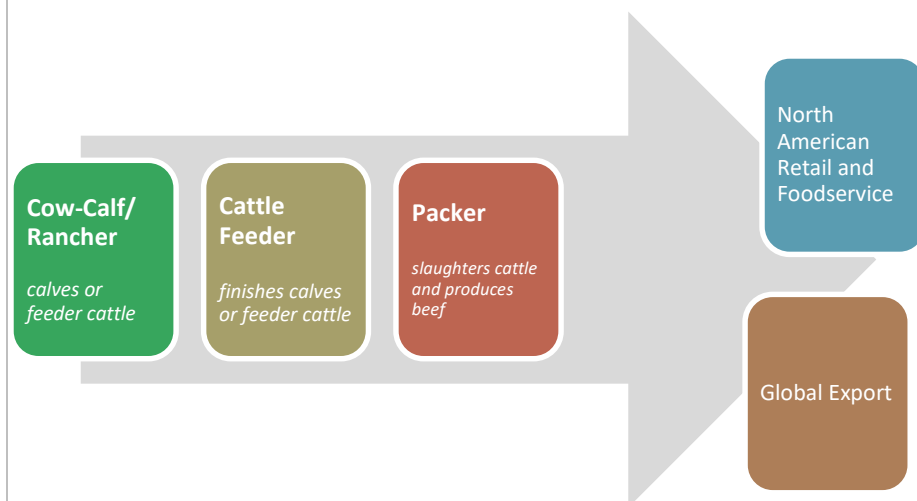 Cow-Calf/
Rancher
calves or
feeder cattle
Cattle
Feeder
finishes calves
or feeder cattle
Packer
slaughters cattle
and produces
beef
North
American
Retail and
Foodservice
Global Export